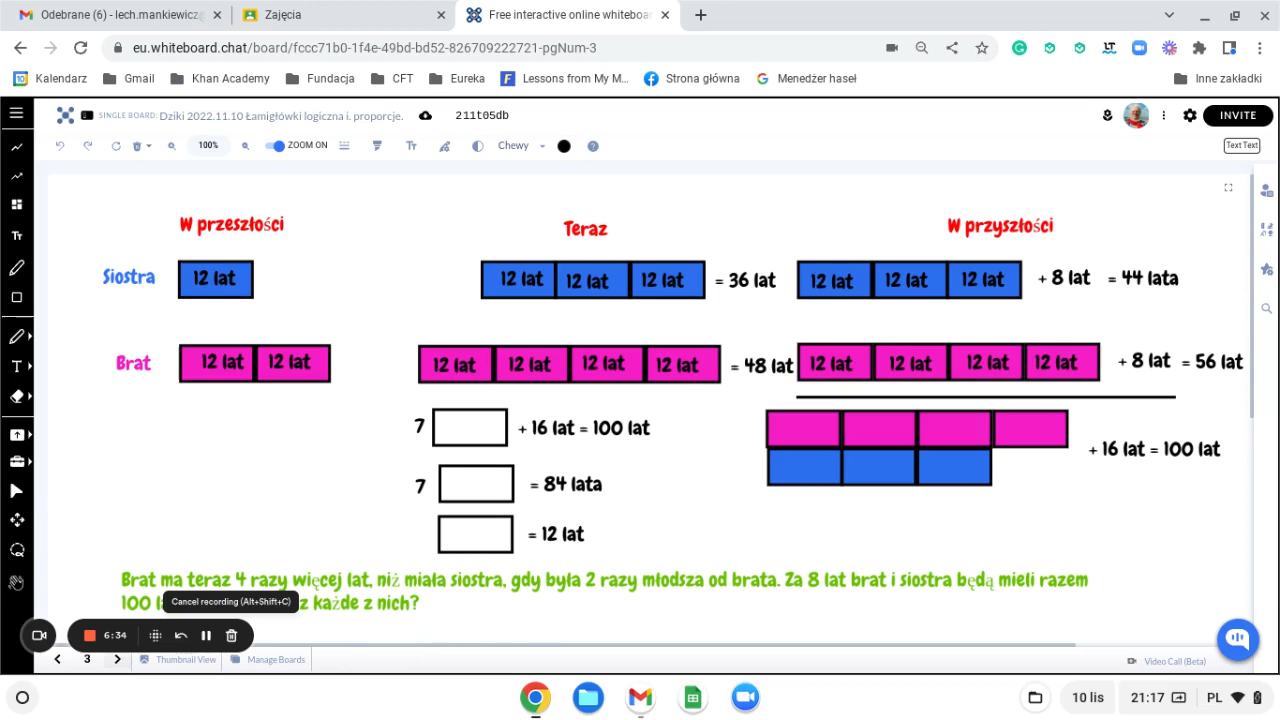 Odebrane (6) - lech.mankiewicz@
Zajęcia
Free interactive online whiteboar
eu.whiteboard.chat/board/fccc71b0-1f4e-49bd-bd52-826709222721-pgNum-3
Kalendarz
Gmail
Khan Academy
Fundacja
CFT
Eureka
Lessons from My M...
Strona główna
Menedżer haseł
Inne zakładki
SINGLE BOARD: Dziki 2022.11.10 Łamigłówki logiczna i. proporcje.
211t05db
INVITE
100%
ZOOM ON
Chewy
Text Text
W przeszłości
Teraz
W przyszłości
Siostra
12 lat
12 lat 12 lat 12 lat = 36 lat
12 lat 12 lat 12 lat + 8 lat = 44 lata
Brat
12 lat 12 lat
12 lat 12 lat 12 lat 12 lat = 48 lat
12 lat 12 lat 12 lat 12 lat + 8 lat = 56 lat
7 + 16 lat = 100 lat
+ 16 lat = 100 lat
7 = 84 lata
= 12 lat
Brat ma teraz 4 razy więcej lat, niż miała siostra, gdy była 2 razy młodsza od brata. Za 8 lat brat i siostra będą mieli razem
100 z każde z nich?
Cancel recording (Alt+Shift+C)
6:34
3
Thumbnail View
Manage Boards
Video Call (Beta)
10 lis
21:17
PL